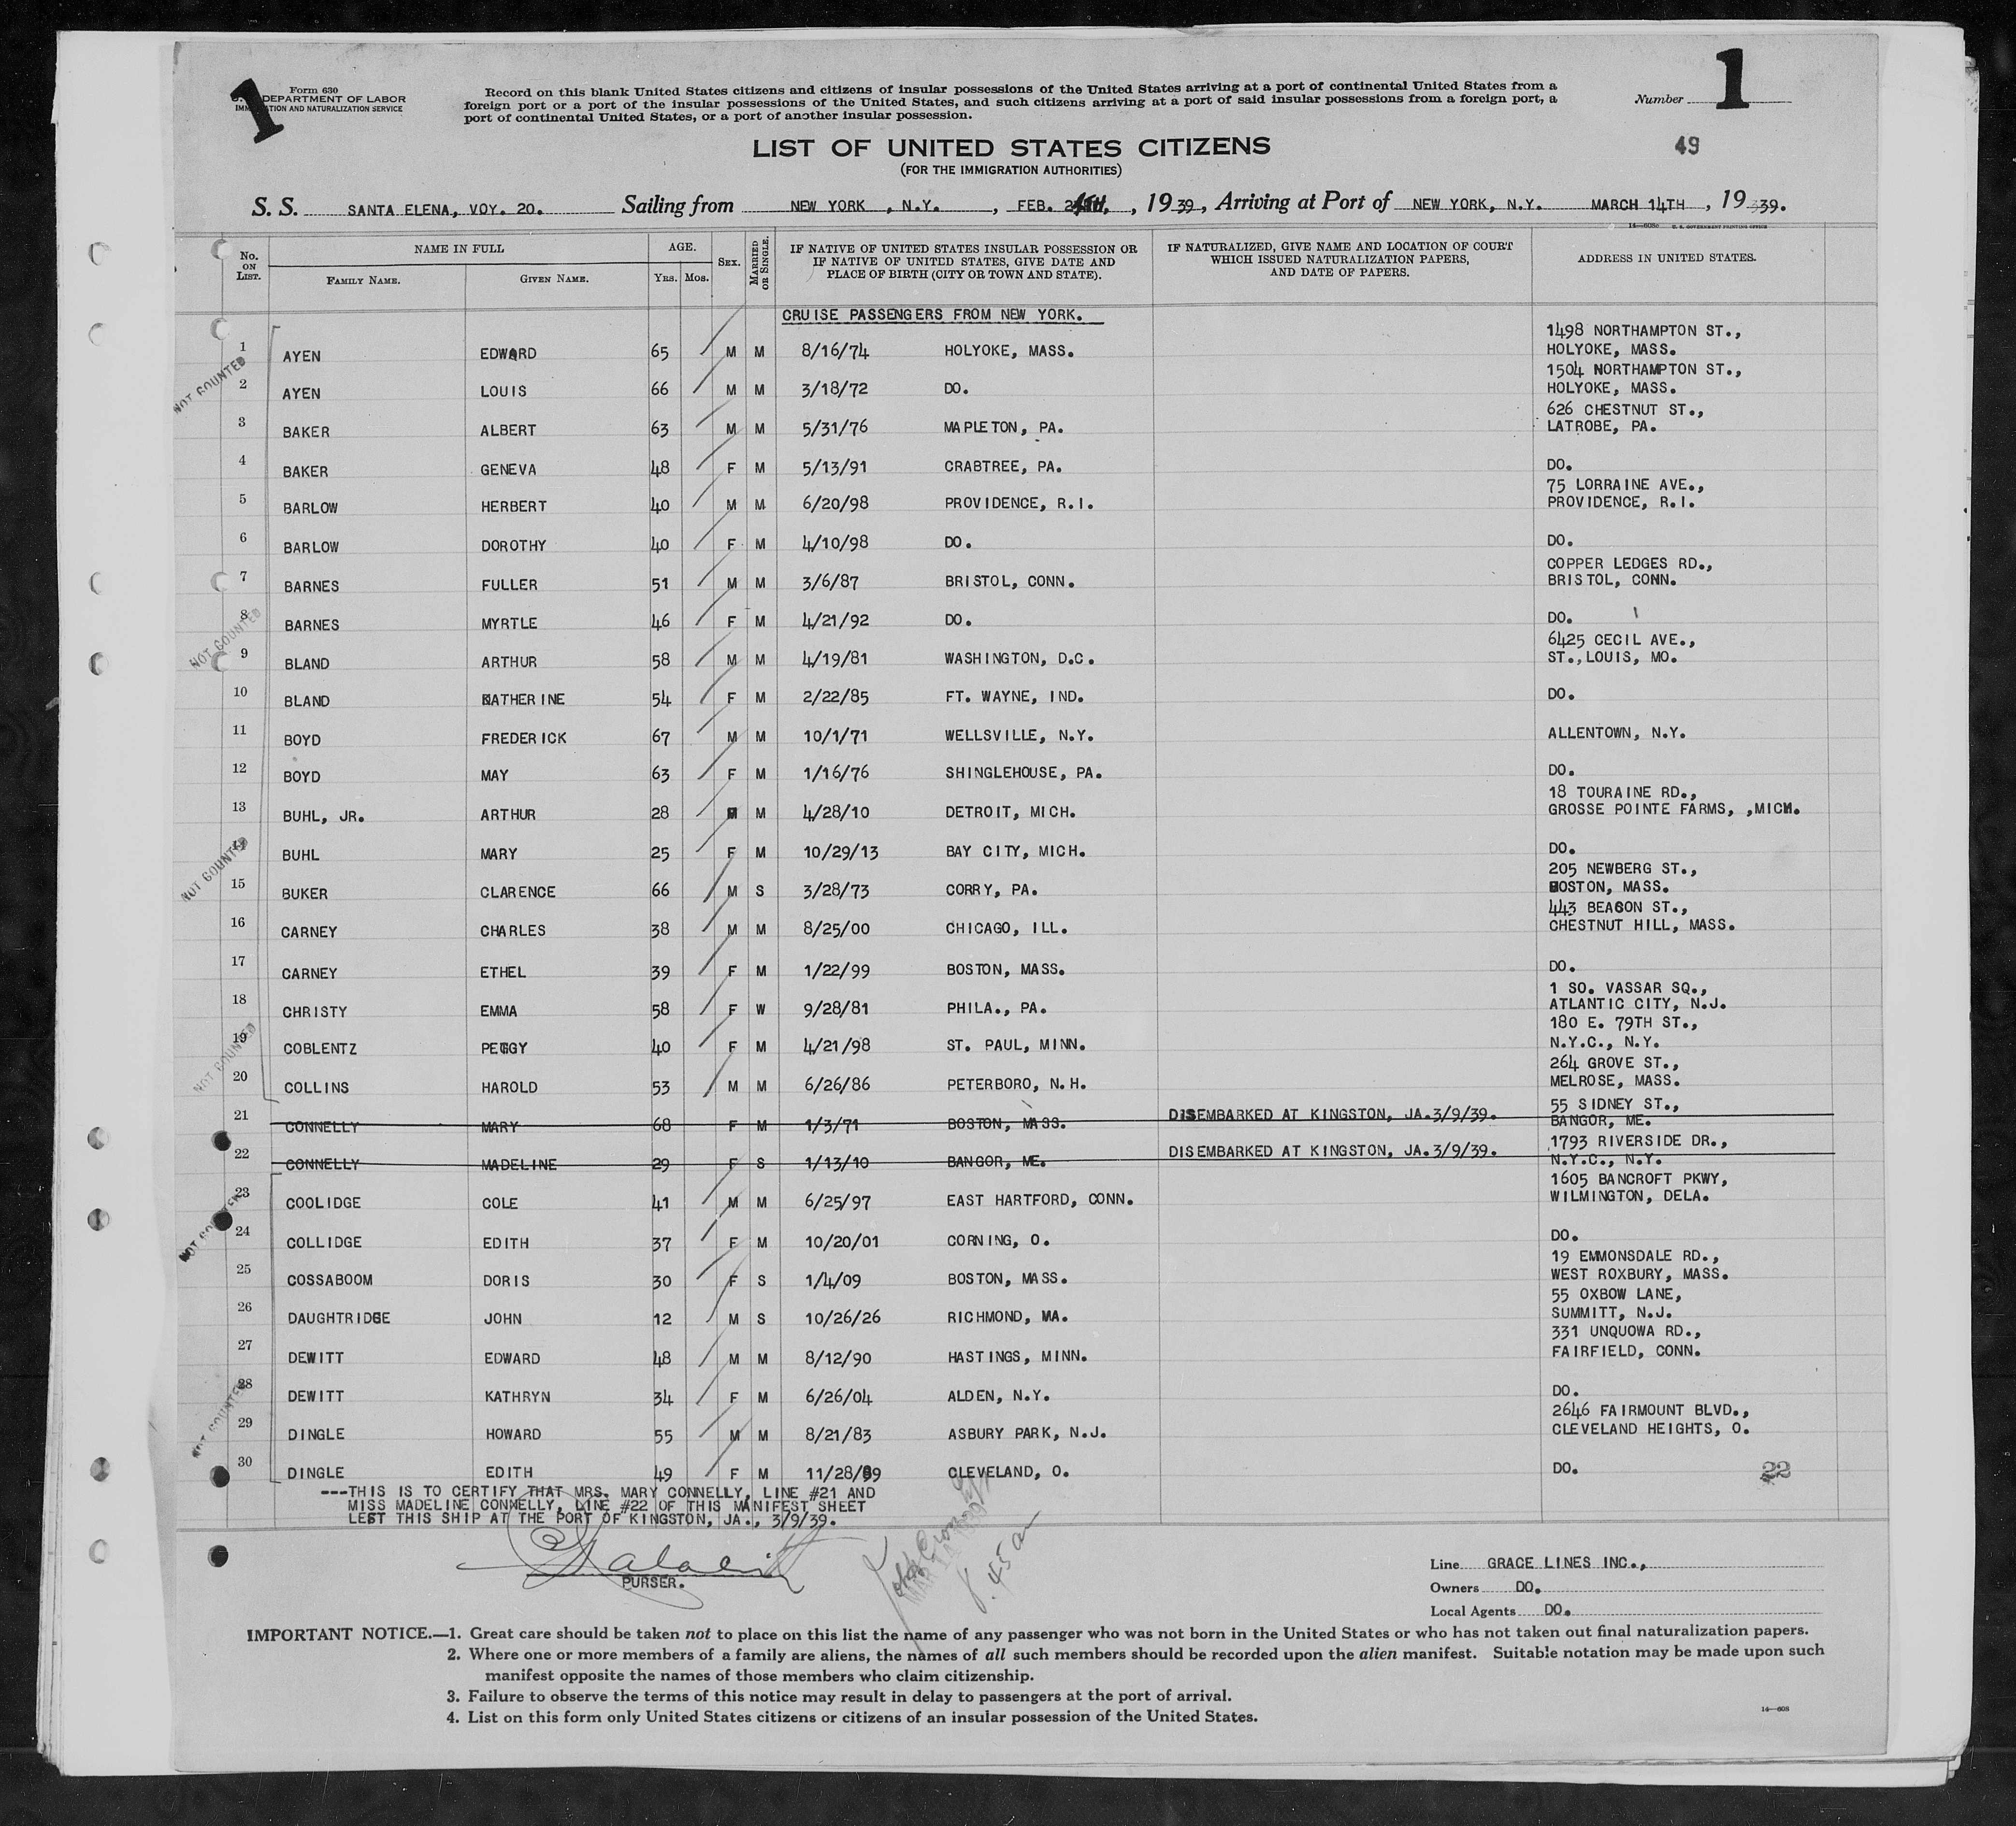 1
1
Form 630
U. S. DEPARTMENT OF LABOR
IMMIGRATION AND NATURALIZATION SERVICE
Record on this blank United States citizens and citizens of insular possessions of the United States arriving at a port of continental United States from a
foreign port or a port of the insular possessions of the United States, and such citizens arriving at a port of said insular possessions from a foreign port, a
port of continental United States, or a port of another insular possession.
Number
49
LIST OF UNITED STATES CITIZENS
(FOR THE IMMIGRATION AUTHORITIES)
S. S. SANTA ELENA, VOY. 20. Sailing from NEW YORK , N.Y. , FEB. , 19 39 , Arriving at Port of NEW YORK, N.Y. MARCH 14TH , 19 39.
14—608c U. S. GOVERNMENT PRINTING OFFICE
No. ON LIST. NAME IN FULL FAMILY NAME. GIVEN NAME. AGE. YRS. MOS. SEX. MARRIED OR SINGLE. IF NATIVE OF UNITED STATES INSULAR POSSESSION OR IF NATIVE OF UNITED STATES, GIVE DATE AND PLACE OF BIRTH (CITY OR TOWN AND STATE). IF NATURALIZED, GIVE NAME AND LOCATION OF COURT WHICH ISSUED NATURALIZATION PAPERS, AND DATE OF PAPERS. ADDRESS IN UNITED STATES.
CRUISE PASSENGERS FROM NEW YORK.
1498 NORTHAMPTON ST.,
1 AYEN EDWARD 65 M M 8/16/74 HOLYOKE, MASS. HOLYOKE, MASS.
NOT COUNTED
1504 NORTHAMPTON ST.,
2 AYEN LOUIS 66 M M 3/18/72 DO. HOLYOKE, MASS.
626 CHESTNUT ST.,
3 BAKER ALBERT 63 M M 5/31/76 MAPLETON, PA. LATROBE, PA.
4 BAKER GENEVA 48 F M 5/13/91 CRABTREE, PA. DO.
75 LORRAINE AVE.,
5 BARLOW HERBERT 40 M M 6/20/98 PROVIDENCE, R.I. PROVIDENCE, R.I.
6 BARLOW DOROTHY 40 F M 4/10/98 DO. DO.
COPPER LEDGES RD.,
7 BARNES FULLER 51 M M 3/6/87 BRISTOL, CONN. BRISTOL, CONN.
8 BARNES MYRTLE 46 F M 4/21/92 DO. DO.
NOT COUNTED
6425 CECIL AVE.,
9 BLAND ARTHUR 58 M M 4/19/81 WASHINGTON, D.C. ST.,LOUIS, MO.
10 BLAND KATHERINE 54 F M 2/22/85 FT. WAYNE, IND. DO.
11 BOYD FREDERICK 67 M M 10/1/71 WELLSVILLE, N.Y. ALLENTOWN, N.Y.
12 BOYD MAY 63 F M 1/16/76 SHINGLEHOUSE, PA. DO.
18 TOURAINE RD.,
13 BUHL, JR. ARTHUR 28 M M 4/28/10 DETROIT, MICH. GROSSE POINTE FARMS, ,MICH.
14 BUHL MARY 25 F M 10/29/13 BAY CITY, MICH. DO.
NOT COUNTED
205 NEWBERG ST.,
15 BUKER CLARENCE 66 M S 3/28/73 CORRY, PA. BOSTON, MASS.
443 BEACON ST.,
16 CARNEY CHARLES 38 M M 8/25/00 CHICAGO, ILL. CHESTNUT HILL, MASS.
17 CARNEY ETHEL 39 F M 1/22/99 BOSTON, MASS. DO.
1 SO. VASSAR SQ.,
18 CHRISTY EMMA 58 F W 9/28/81 PHILA., PA. ATLANTIC CITY, N.J.
180 E. 79TH ST.,
19 COBLENTZ PEGGY 40 F M 4/21/98 ST. PAUL, MINN. N.Y.C., N.Y.
NOT COUNTED
264 GROVE ST.,
20 COLLINS HAROLD 53 M M 6/26/86 PETERBORO, N.H. MELROSE, MASS.
55 SIDNEY ST.,
21 CONNELLY MARY 68 F M 1/3/71 BOSTON, MASS. DISEMBARKED AT KINGSTON, JA.3/9/39. BANGOR, ME.
1793 RIVERSIDE DR.,
22 CONNELLY MADELINE 29 F S 1/13/10 BANGOR, ME. DISEMBARKED AT KINGSTON, JA.3/9/39. N.Y.C., N.Y.
1605 BANCROFT PKWY,
23 COOLIDGE COLE 41 M M 6/25/97 EAST HARTFORD, CONN. WILMINGTON, DELA.
NOT COUNTED
24 COLLIDGE EDITH 37 F M 10/20/01 CORNING, O. DO.
19 EMMONSDALE RD.,
25 COSSABOOM DORIS 30 F S 1/4/09 BOSTON, MASS. WEST ROXBURY, MASS.
55 OXBOW LANE,
26 DAUGHTRIDGE JOHN 12 M S 10/26/26 RICHMOND, MA. SUMMITT, N.J.
331 UNQUOWA RD.,
27 DEWITT EDWARD 48 M M 8/12/90 HASTINGS, MINN. FAIRFIELD, CONN.
28 DEWITT KATHRYN 34 F M 6/26/04 ALDEN, N.Y. DO.
NOT COUNTED
2646 FAIRMOUNT BLVD.,
29 DINGLE HOWARD 55 M M 8/21/83 ASBURY PARK, N.J. CLEVELAND HEIGHTS, O.
30 DINGLE EDITH 49 F M 11/28/89 CLEVELAND, O. DO.
22
---THIS IS TO CERTIFY THAT MRS. MARY CONNELLY, LINE #21 AND
MISS MADELINE CONNELLY, LINE #22 OF THIS MANIFEST SHEET
LEFT THIS SHIP AT THE PORT OF KINGSTON, JA., 3/9/39.
PURSER.
45 a
Line GRACE LINES INC.,
Owners DO.
Local Agents DO.
IMPORTANT NOTICE.—1. Great care should be taken not to place on this list the name of any passenger who was not born in the United States or who has not taken out final naturalization papers.
2. Where one or more members of a family are aliens, the names of all such members should be recorded upon the alien manifest. Suitable notation may be made upon such
manifest opposite the names of those members who claim citizenship.
3. Failure to observe the terms of this notice may result in delay to passengers at the port of arrival.
4. List on this form only United States citizens or citizens of an insular possession of the United States.
14—608